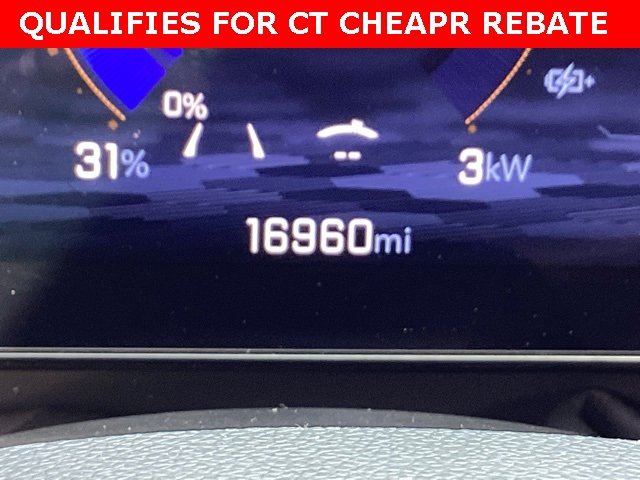 QUALIFIES FOR CT CHEAPR REBATE
0%
31%
--
3kW
16960mi